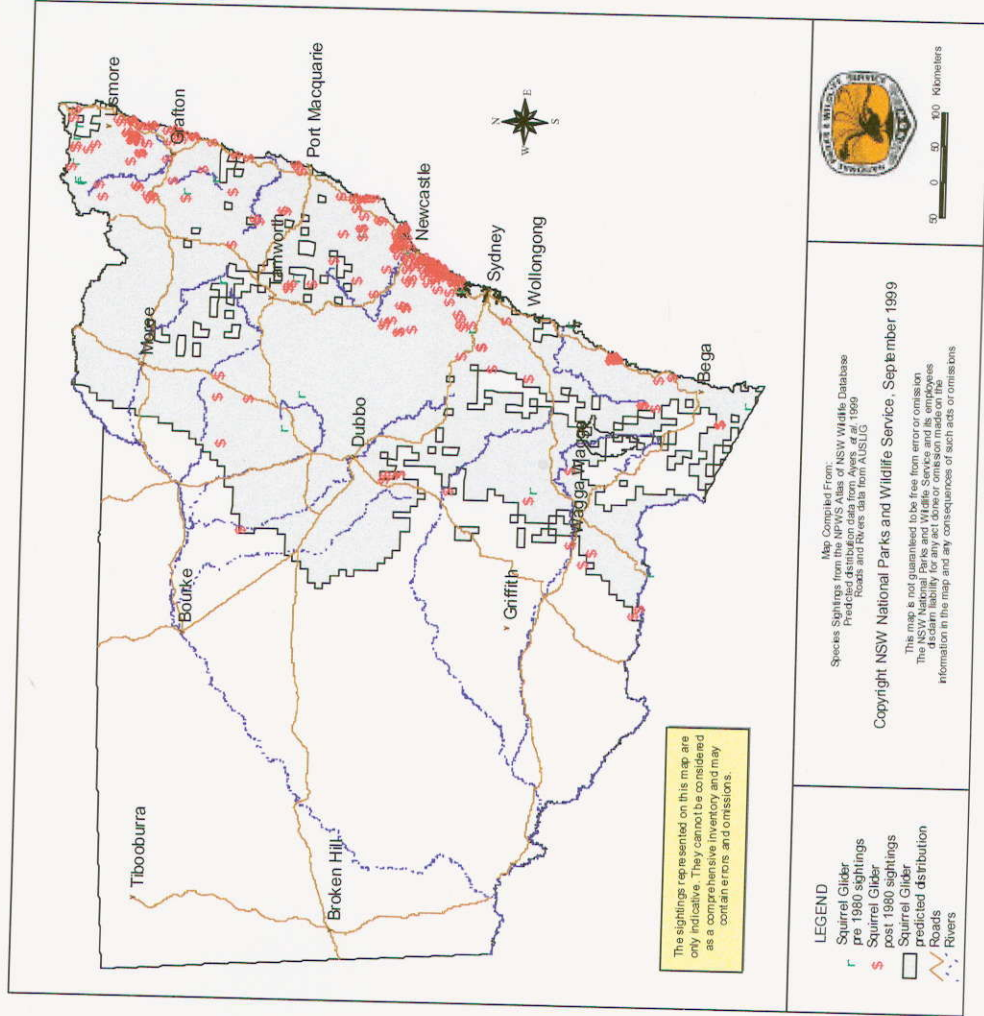 Tibooburra
Bourke
Moree
Lismore
Grafton
Tamworth
Port Macquarie
Broken Hill
Dubbo
Newcastle
Griffith
Sydney
Wagga Wagga
Wollongong
Bega
N
W
E
S
The sightings represented on this map are
only indicative. They cannot be considered
as a comprehensive inventory and may
contain errors and omissions.
LEGEND
Squirrel Glider
pre 1980 sightings
Squirrel Glider
post 1980 sightings
Squirrel Glider
predicted distribution
Roads
Rivers
Map Compiled From:
Species Sightings from the NPWS Atlas of NSW Wildlife Database
Predicted distribution data from Ayers et al. 1999
Roads and Rivers data from AUSLIG
Copyright NSW National Parks and Wildlife Service, September 1999
This map is not guaranteed to be free from error or omission
The NSW National Parks and Wildlife Service and its employees
disclaim liability for any act done or omission made on the
information in the map and any consequences of such acts or omissions
NATIONAL PARKS & WILDLIFE SERVICE
50 0 50 100 Kilometers